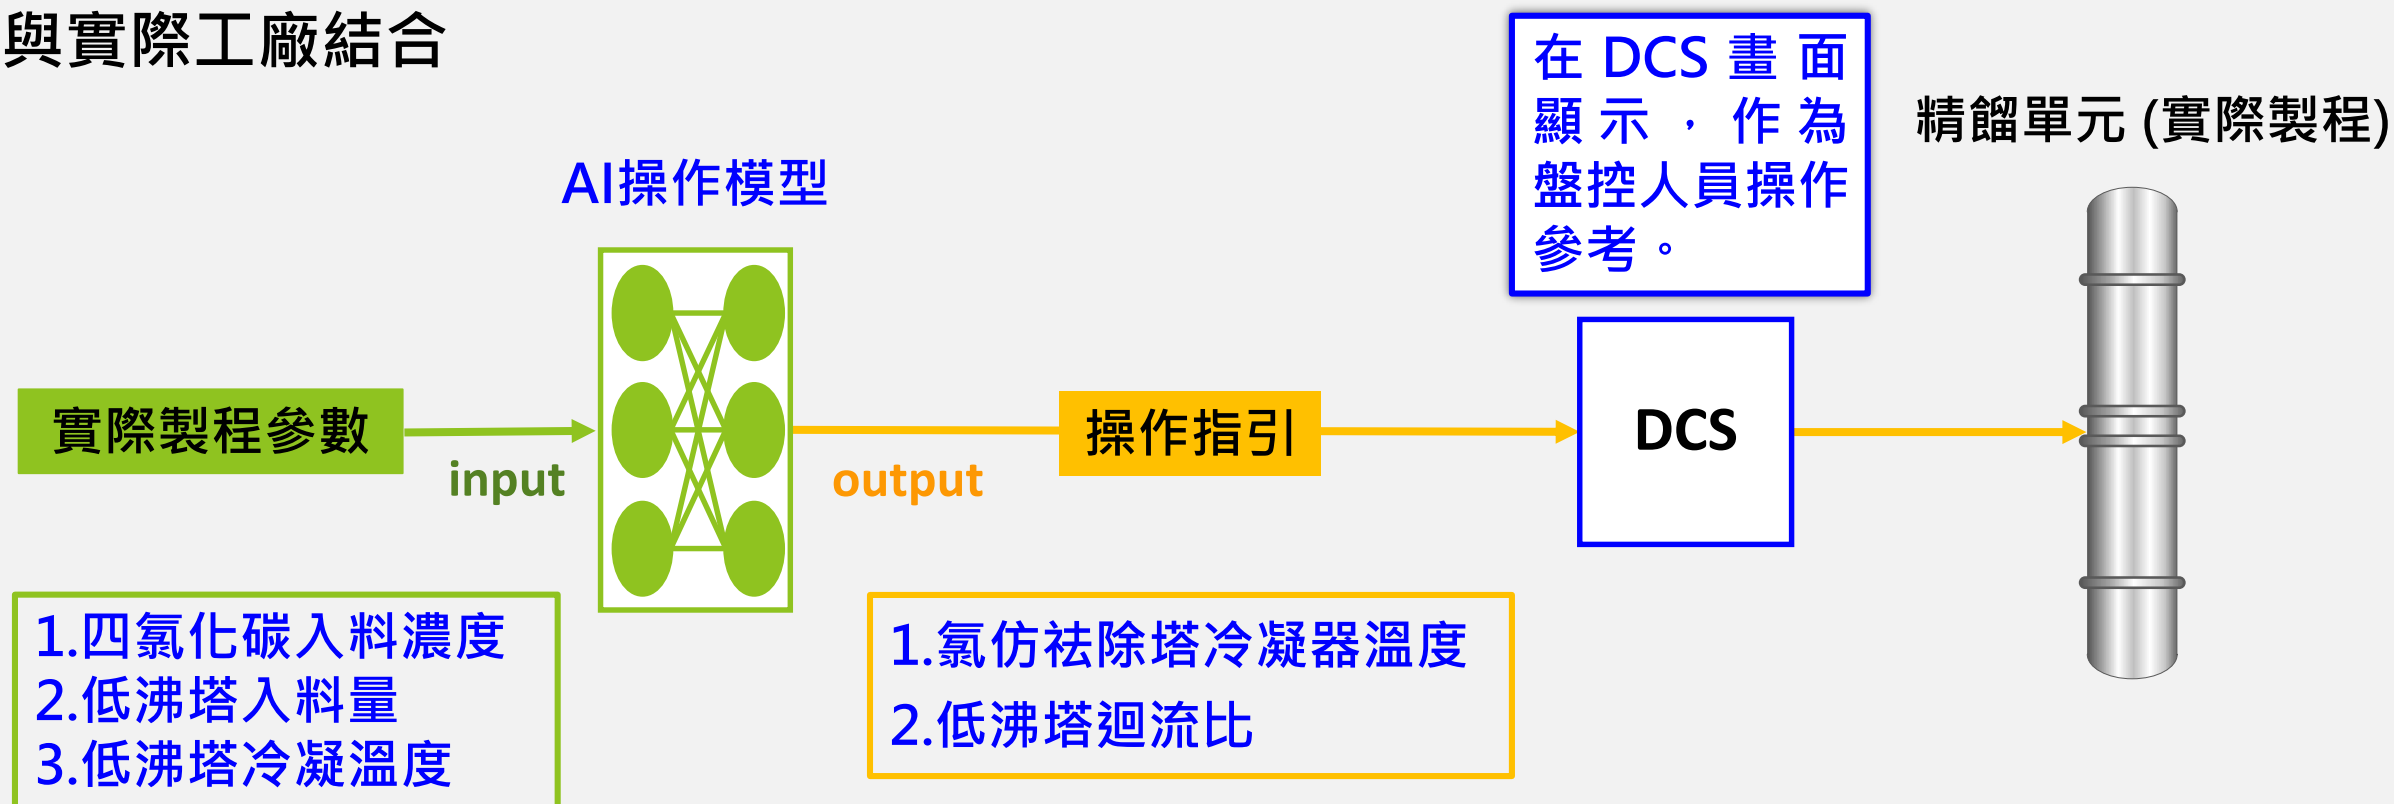 與實際工廠結合
在 DCS 畫面
顯示，作為
盤控人員操作
參考。
精餾單元 (實際製程)
AI操作模型
實際製程參數
input
output
操作指引
DCS
1.四氯化碳入料濃度
2.低沸塔入料量
3.低沸塔冷凝溫度
1.氯仿祛除塔冷凝器溫度
2.低沸塔迴流比